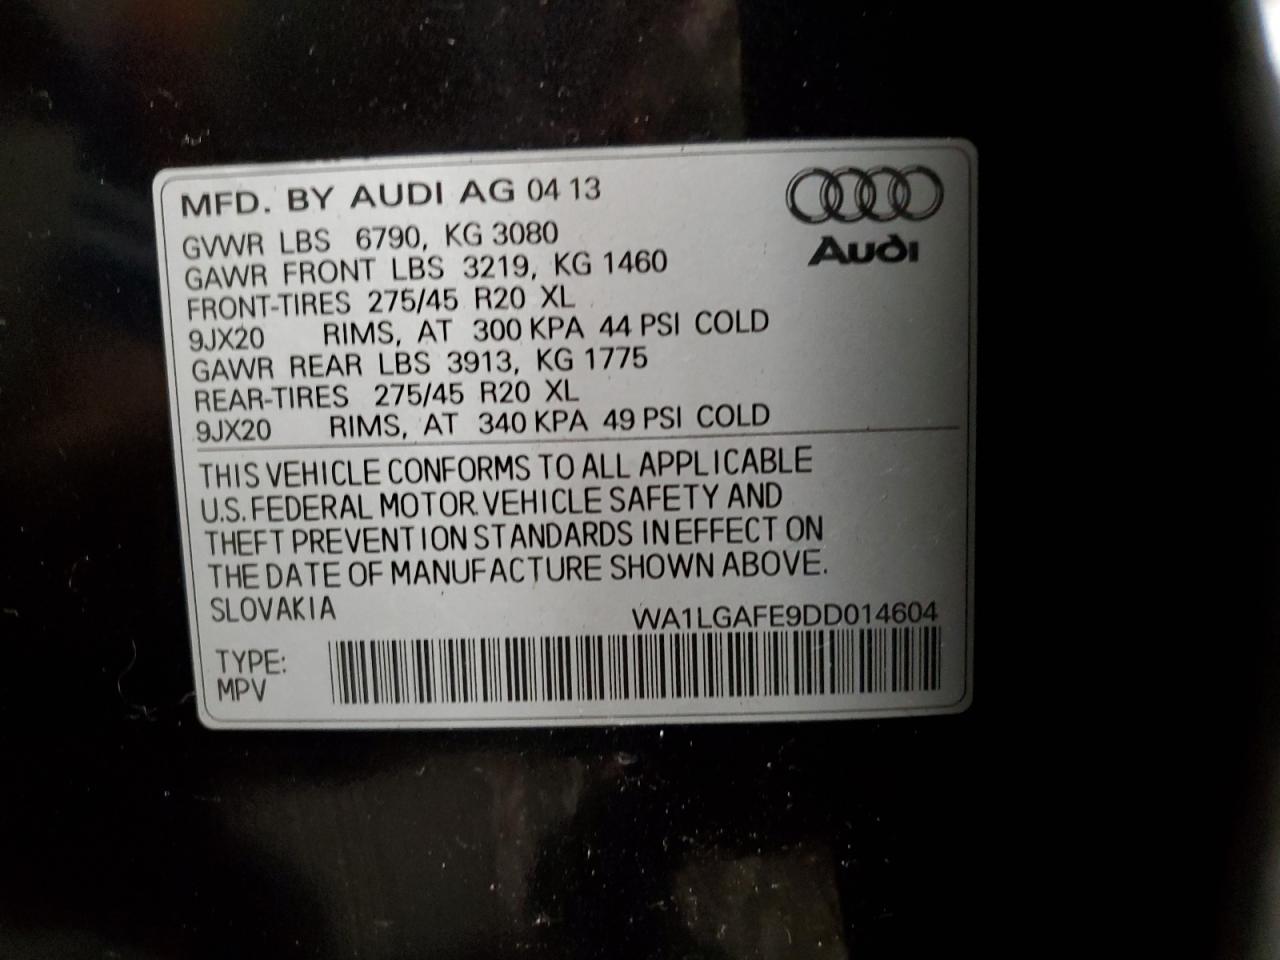 MFD. BY AUDI AG 04 13
GVWR LBS 6790, KG 3080
GAWR FRONT LBS 3219, KG 1460
FRONT-TIRES 275/45 R20 XL
9JX20 RIMS, AT 300 KPA 44 PSI COLD
GAWR REAR LBS 3913, KG 1775
REAR-TIRES 275/45 R20 XL
9JX20 RIMS, AT 340 KPA 49 PSI COLD
Audi
THIS VEHICLE CONFORMS TO ALL APPLICABLE
U.S. FEDERAL MOTOR VEHICLE SAFETY AND
THEFT PREVENTION STANDARDS IN EFFECT ON
THE DATE OF MANUFACTURE SHOWN ABOVE.
SLOVAKIA WA1LGAFE9DD014604
TYPE:
MPV